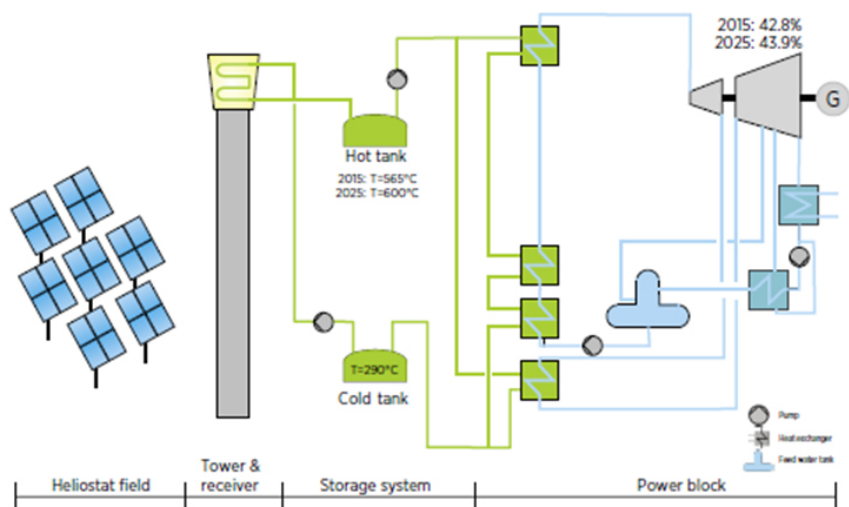 2015: 42.8%
2025: 43.9%
G
Hot tank
2015: T=565°C
2025: T=600°C
T=290°C
Cold tank
Pump
Heat exchanger
Feed water tank
Heliostat field
Tower &
receiver
Storage system
Power block